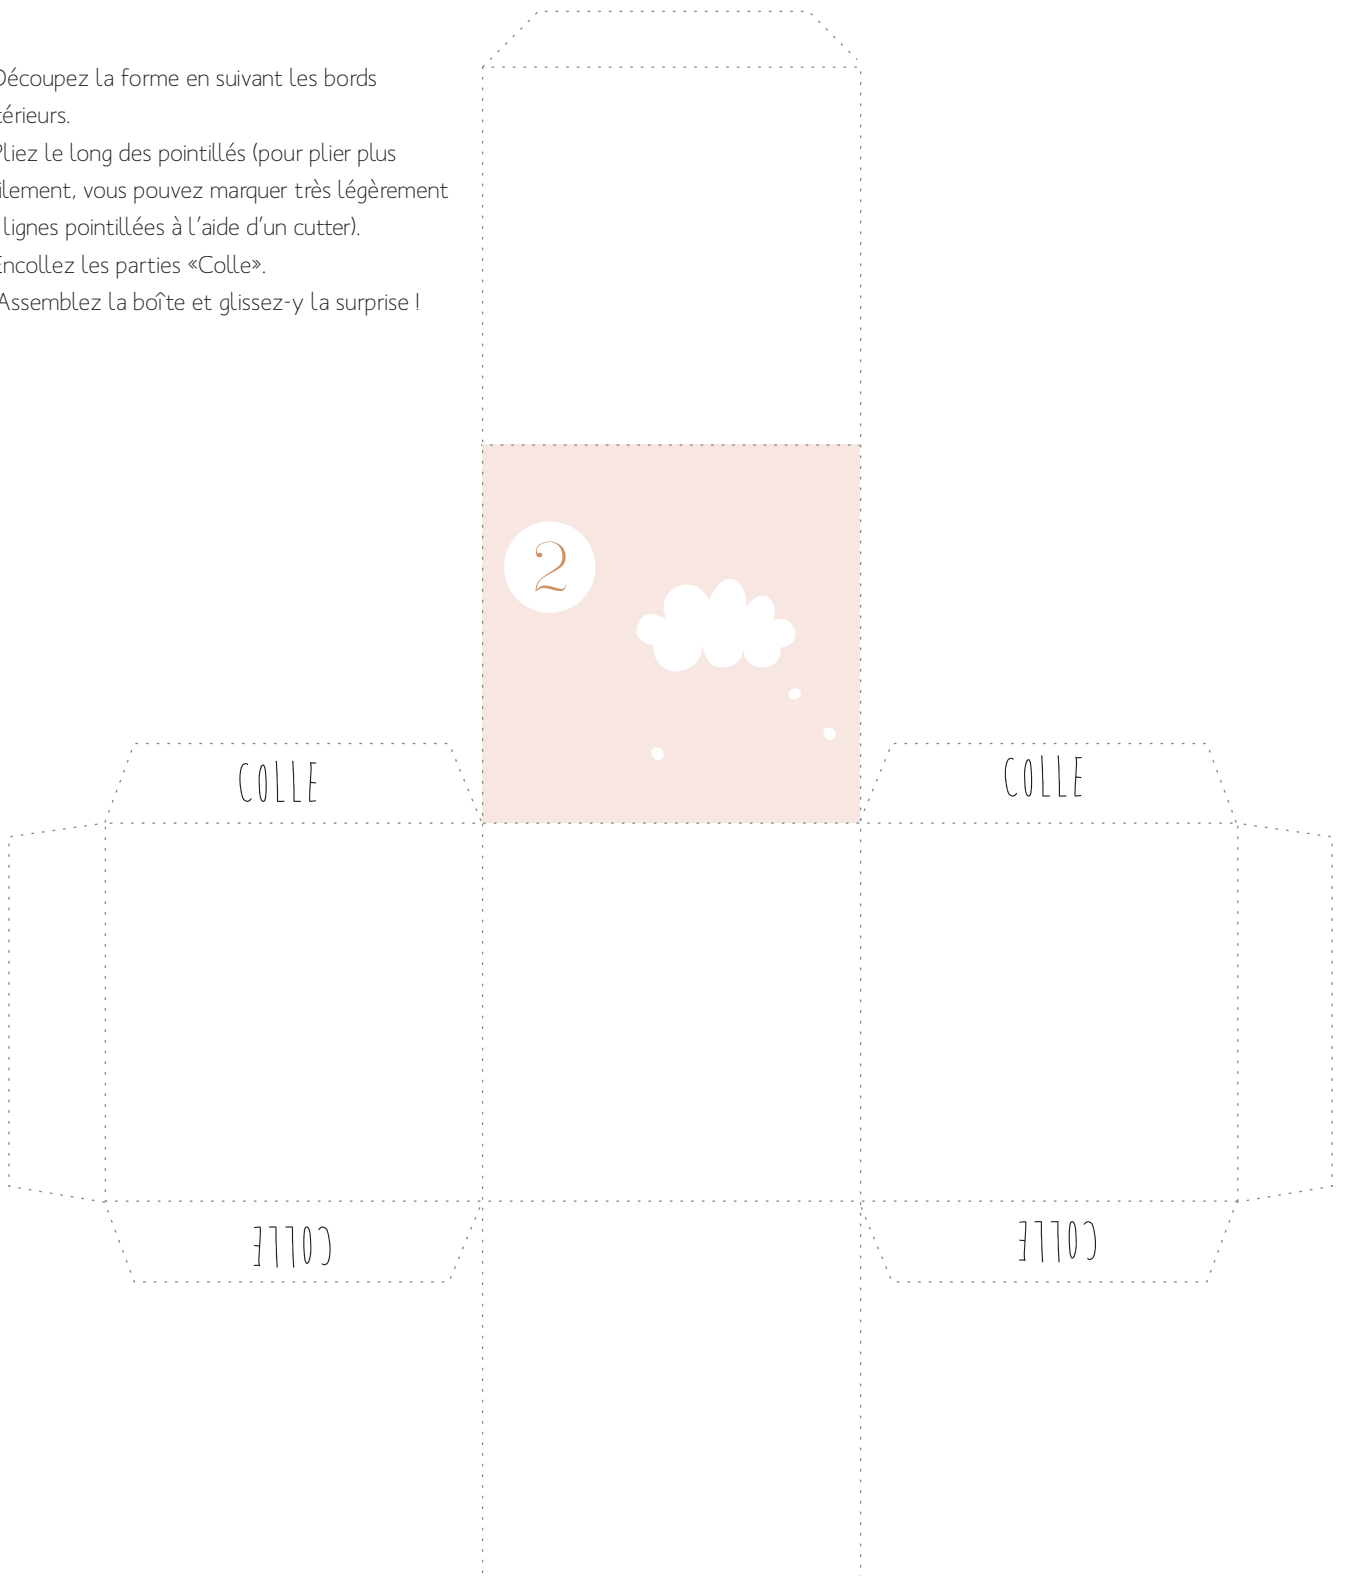 Découpez la forme en suivant les bords
térieurs.
Pliez le long des pointillés (pour plier plus
ilement, vous pouvez marquer très légèrement
lignes pointillées à l'aide d'un cutter).
Encollez les parties «Colle».
Assemblez la boîte et glissez-y la surprise !
2
COLLE
COLLE
COLLE
COLLE